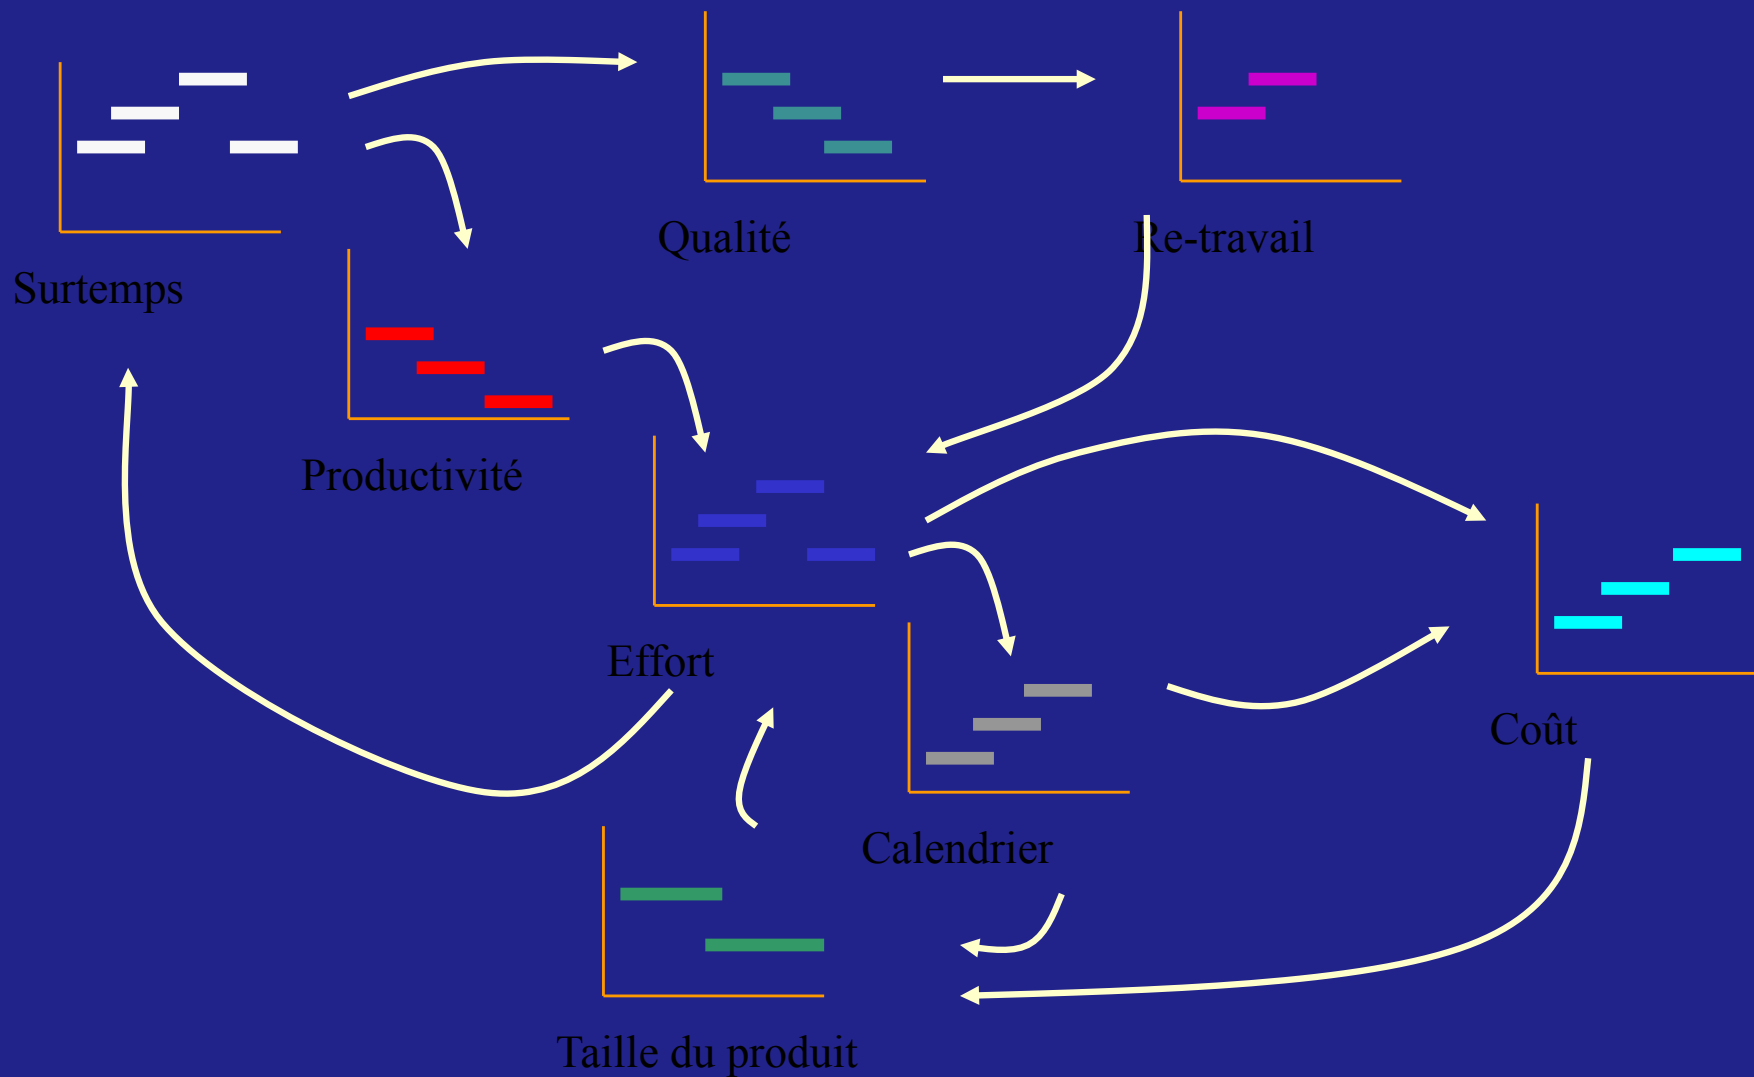 Qualité
Re-travail
Surtemps
Productivité
Effort
Coût
Calendrier
Taille du produit